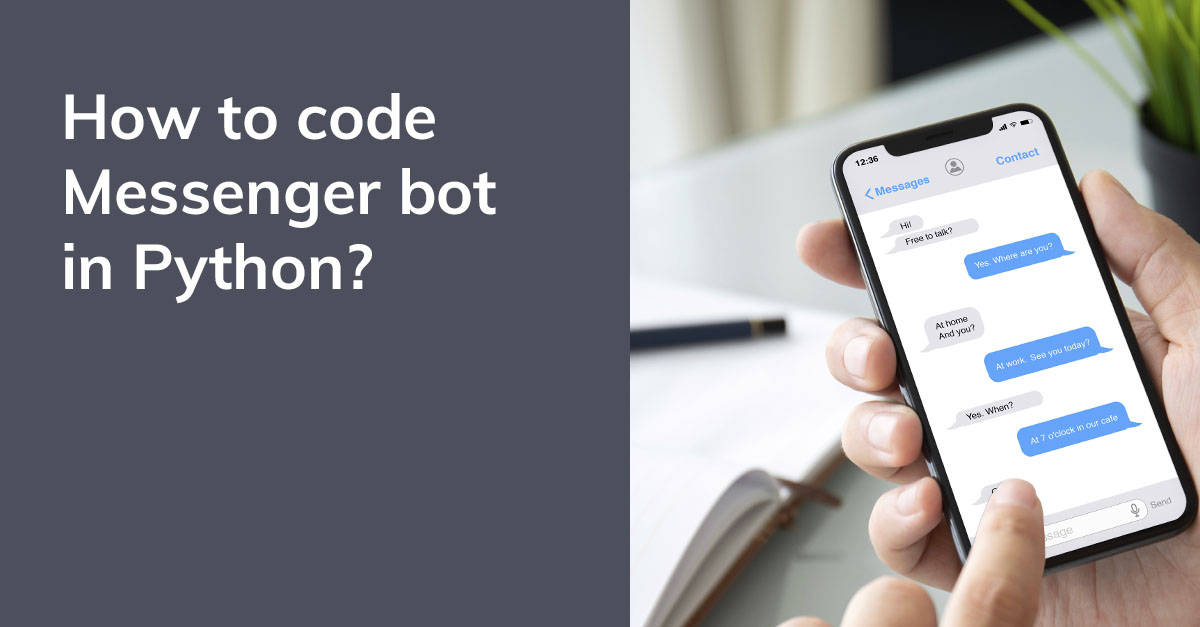 How to code
Messenger bot
in Python?
12:36
Messages
Contact
Hi!
Free to talk?
Yes. Where are you?
At home
And you?
At work. See you today?
Yes. When?
At 7 o'clock in our cafe
Send